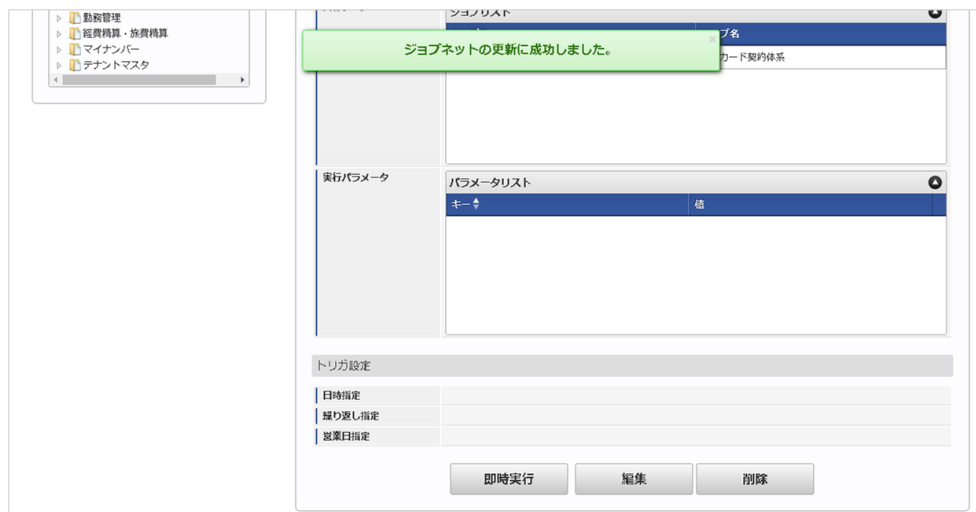 勤務管理
経費精算・旅費精算
マイナンバー
テナントマスタ
ジョブリスト
ブ名
カード契約体系
ジョブネットの更新に成功しました。
×
実行パラメータ
パラメータリスト
キー
値
トリガ設定
日時指定
繰り返し指定
営業日指定
即時実行
編集
削除